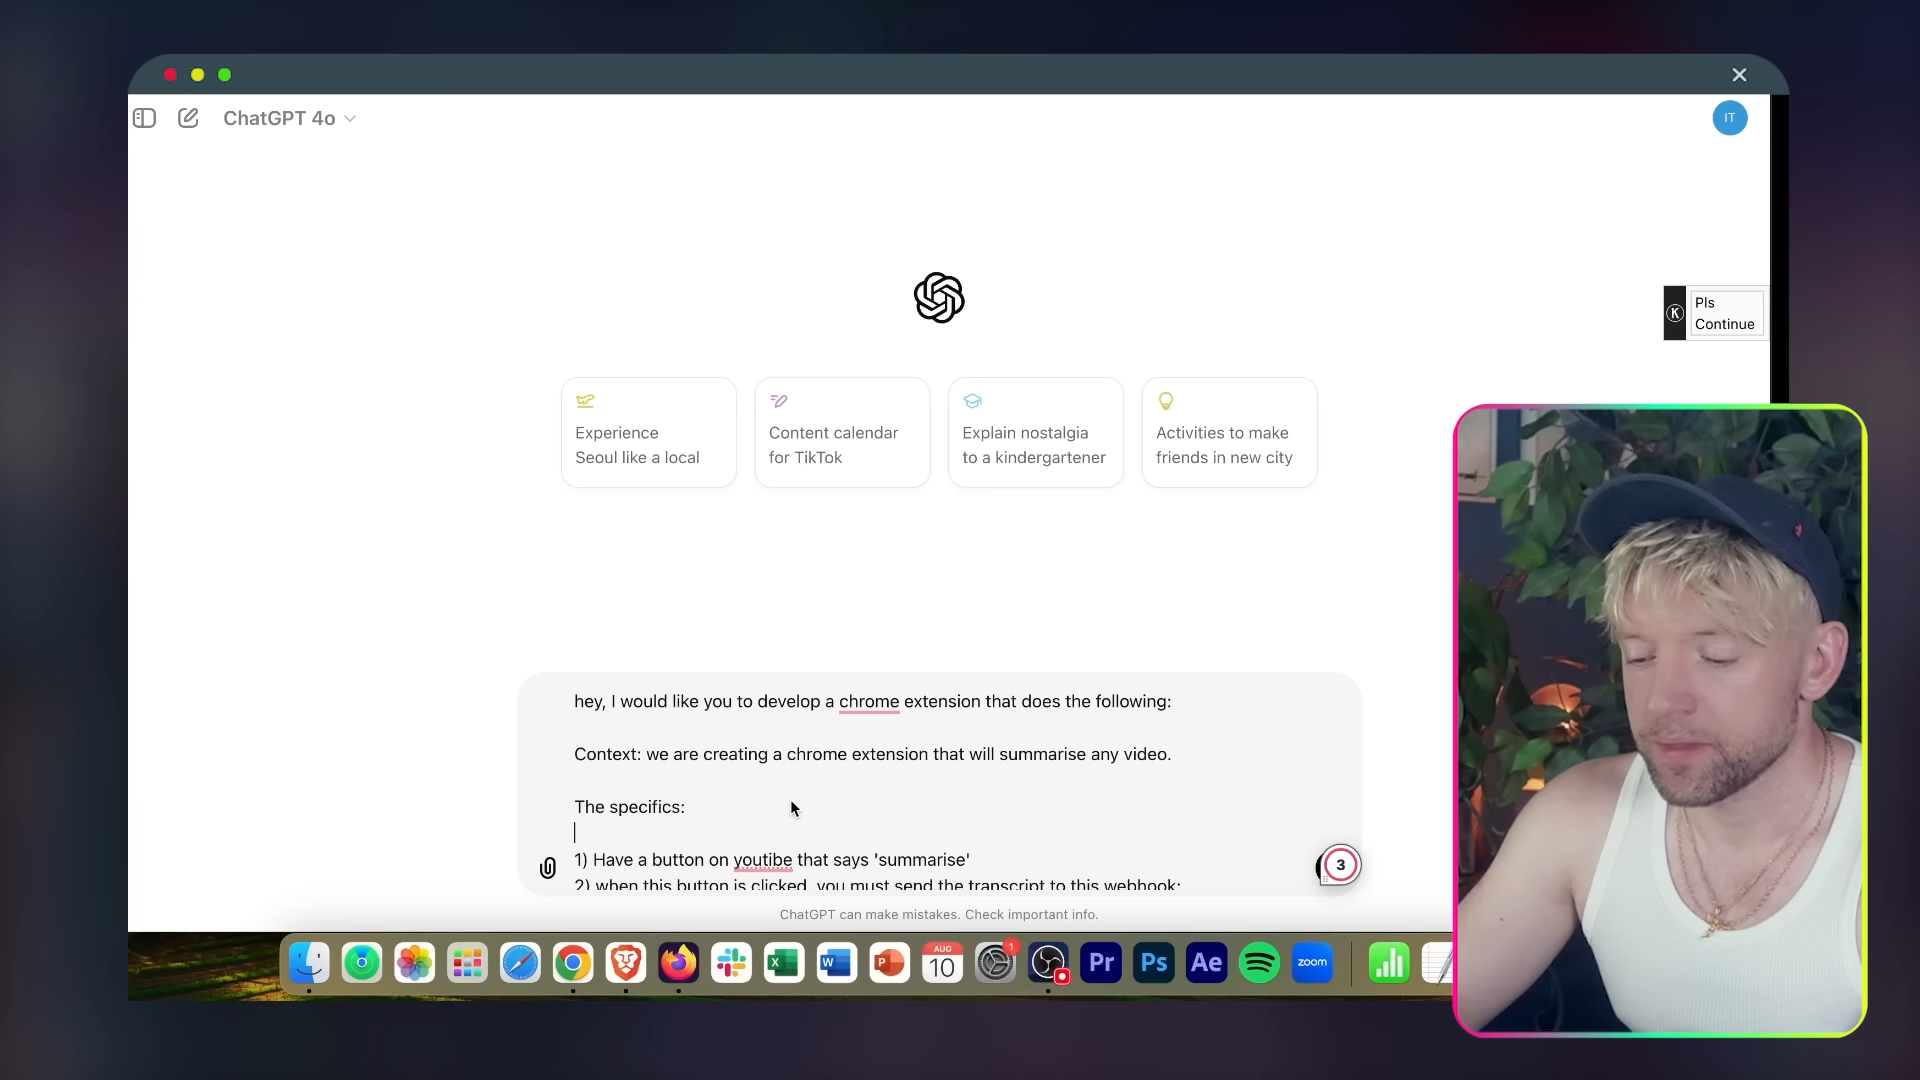 ChatGPT 4o
IT
Pls
Continue
Experience
Seoul like a local
Content calendar
for TikTok
Explain nostalgia
to a kindergartener
Activities to make
friends in new city
hey, I would like you to develop a chrome extension that does the following:
Context: we are creating a chrome extension that will summarise any video.
The specifics:
1) Have a button on youtibe that says 'summarise'
2) when this button is clicked, you must send the transcript to this webhook:
3
ChatGPT can make mistakes. Check important info.
AUG
10
1
Pr
Ps
Ae
zoom
X
W
P
K